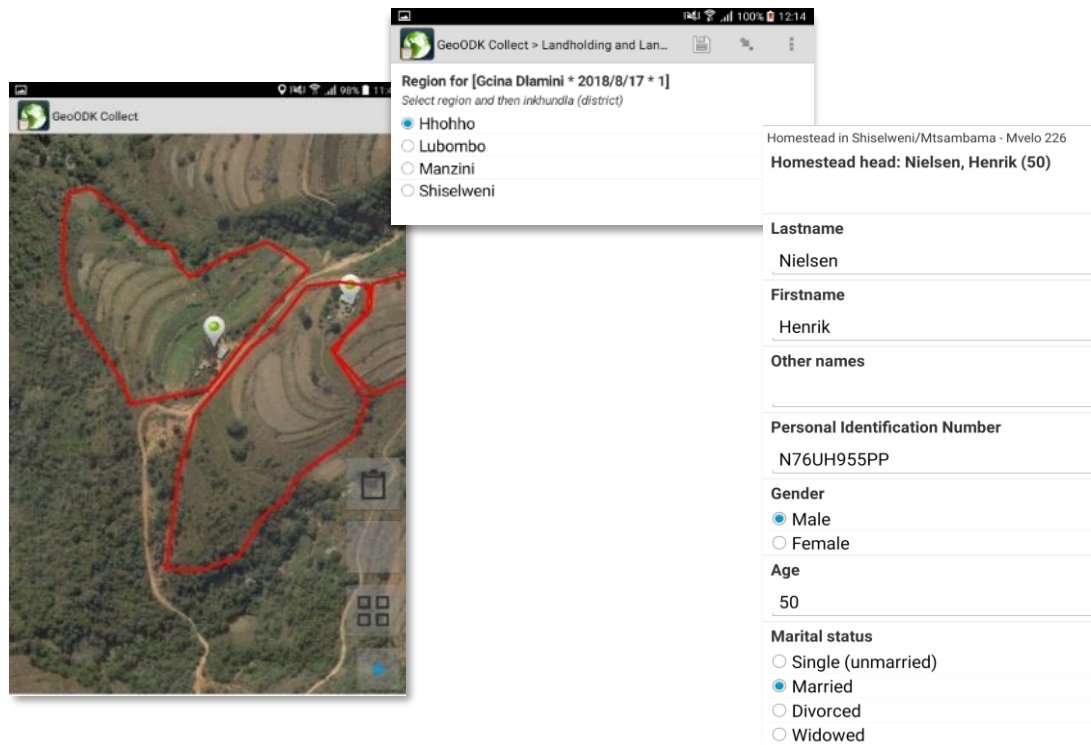 100% 12:14
GeoODK Collect > Landholding and Lan...
Region for [Gcina Dlamini * 2018/8/17 * 1]
Select region and then inkhundla (district)
Hhohho
Lubombo
Manzini
Shiselweni
98%
GeoODK Collect
Homestead in Shiselweni/Mtsambama - Mvelo 226
Homestead head: Nielsen, Henrik (50)
Lastname
Nielsen
Firstname
Henrik
Other names
Personal Identification Number
N76UH955PP
Gender
Male
Female
Age
50
Marital status
Single (unmarried)
Married
Divorced
Widowed